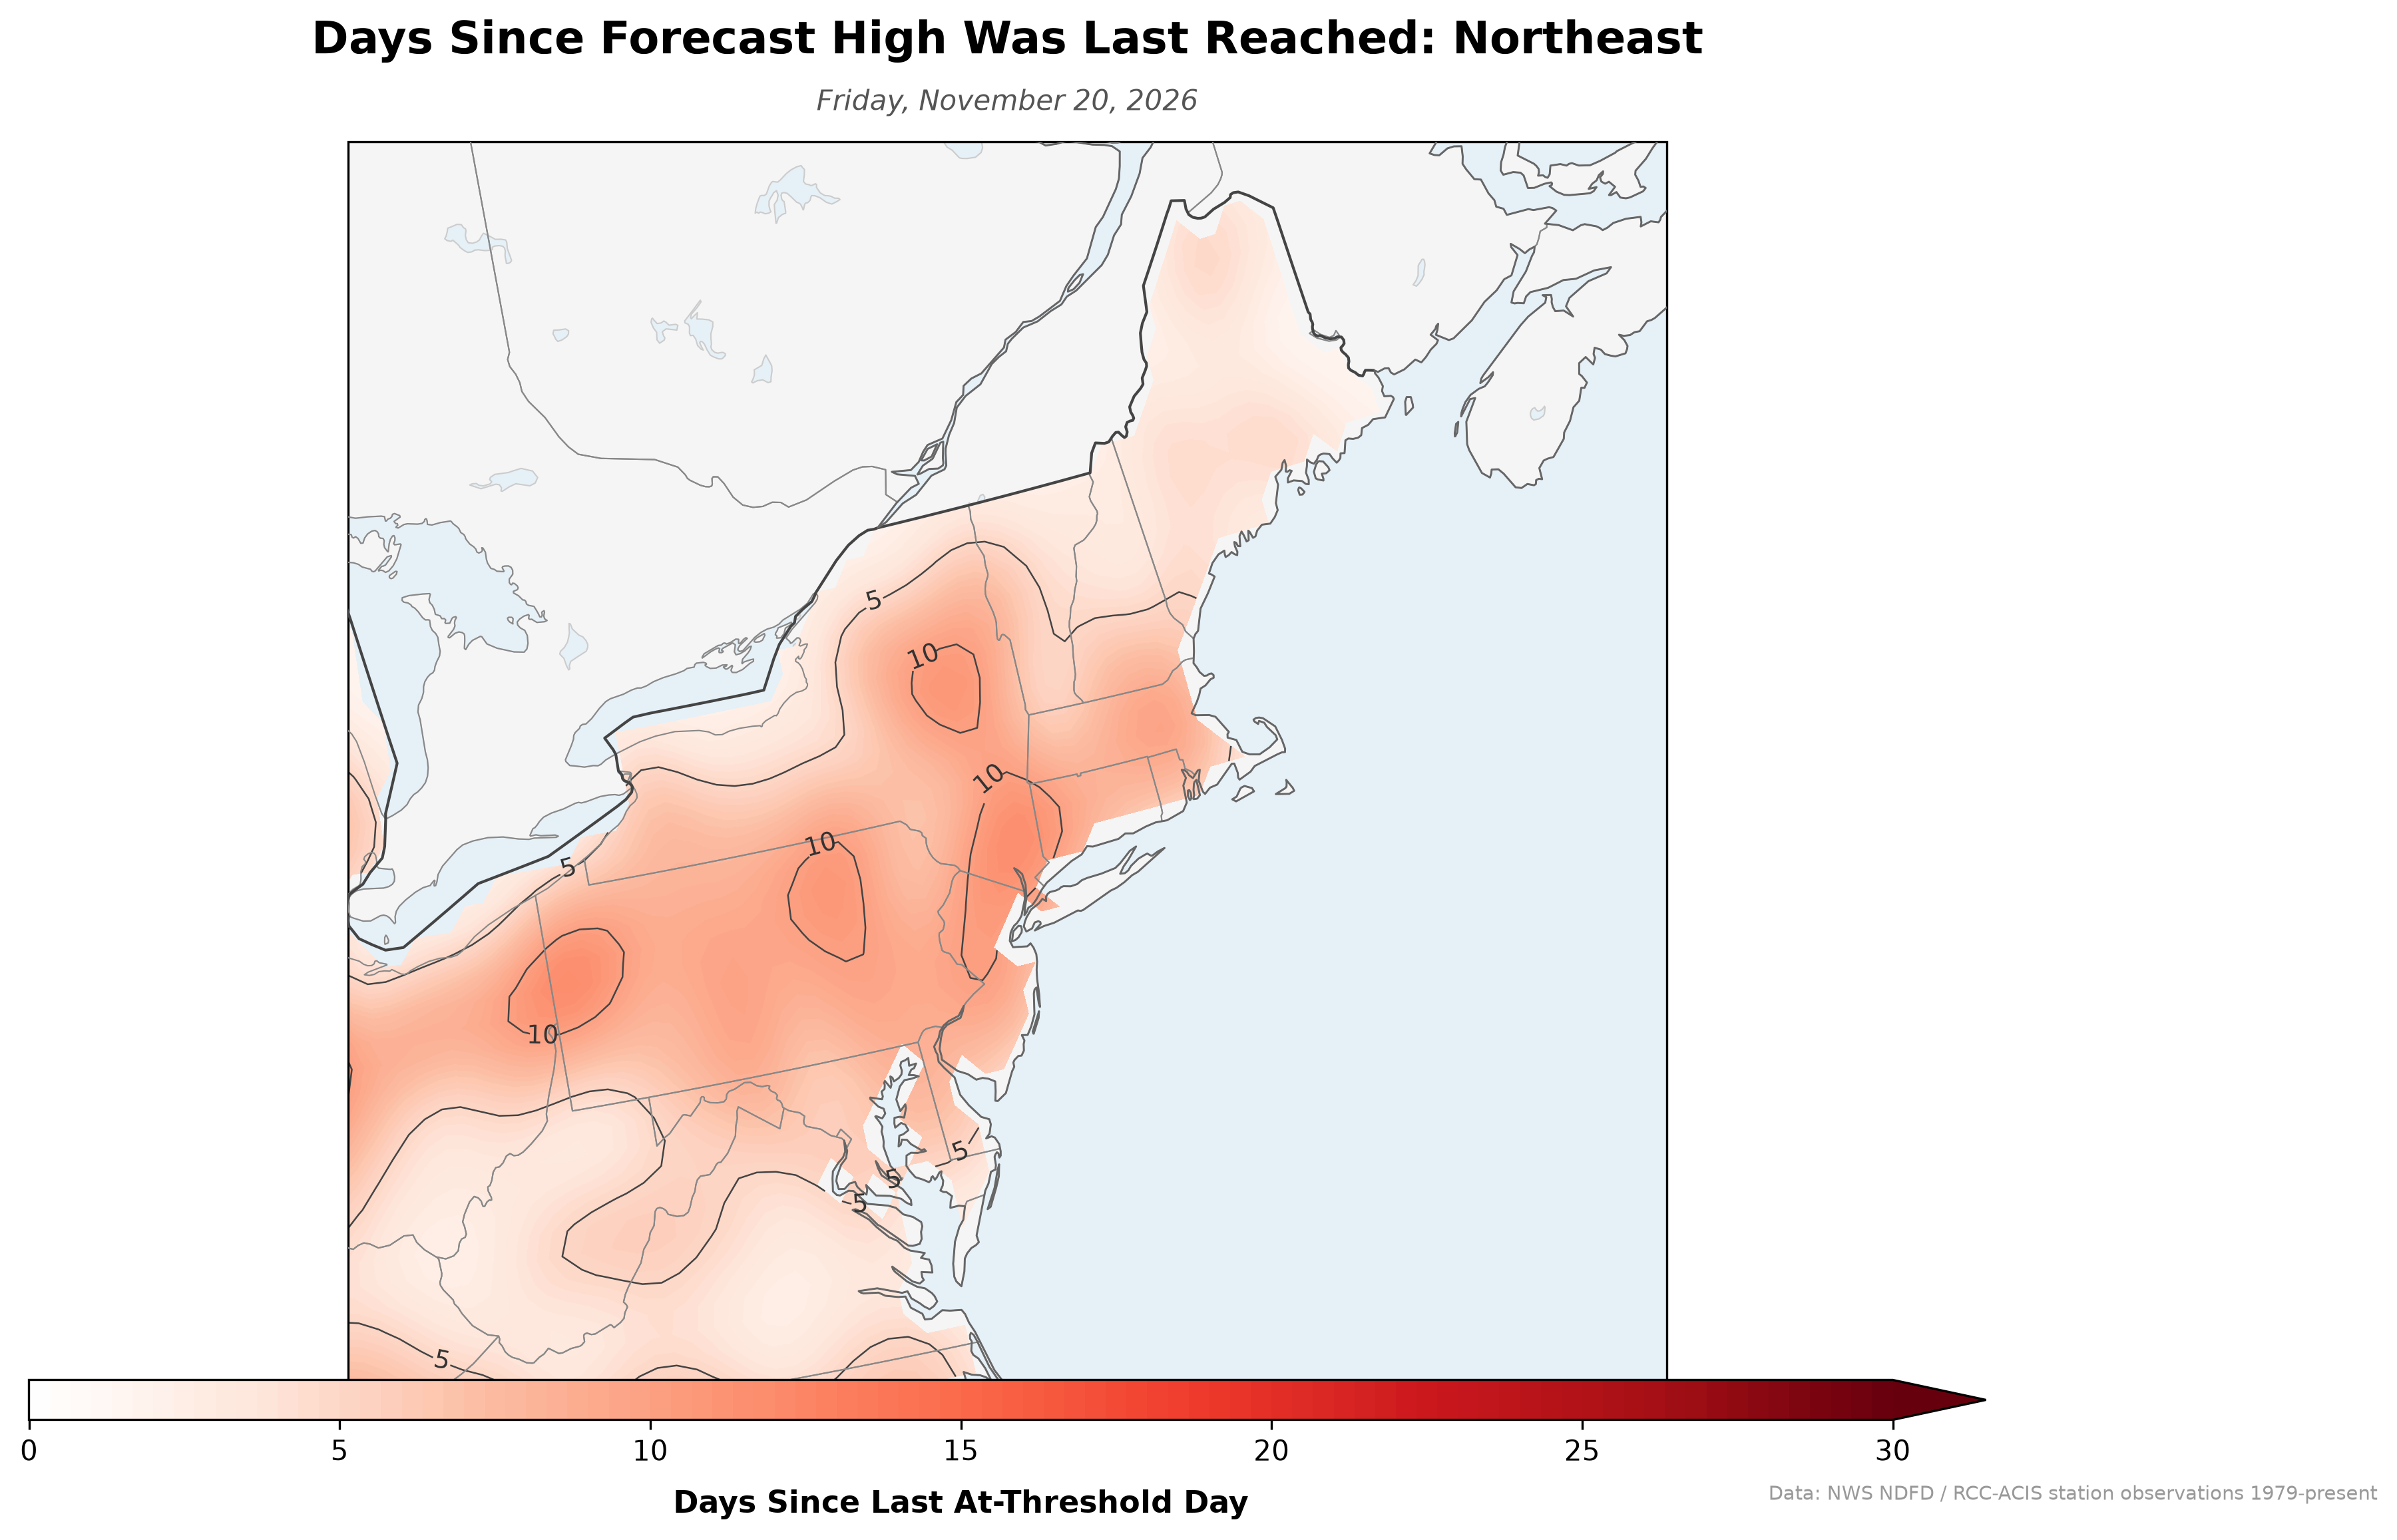 Days Since Forecast High Was Last Reached: Northeast
Friday, November 20, 2026
5
10
10
10
5
10
5
5
5
5
0 5 10 15 20 25 30
Days Since Last At-Threshold Day
Data: NWS NDFD / RCC-ACIS station observations 1979-present